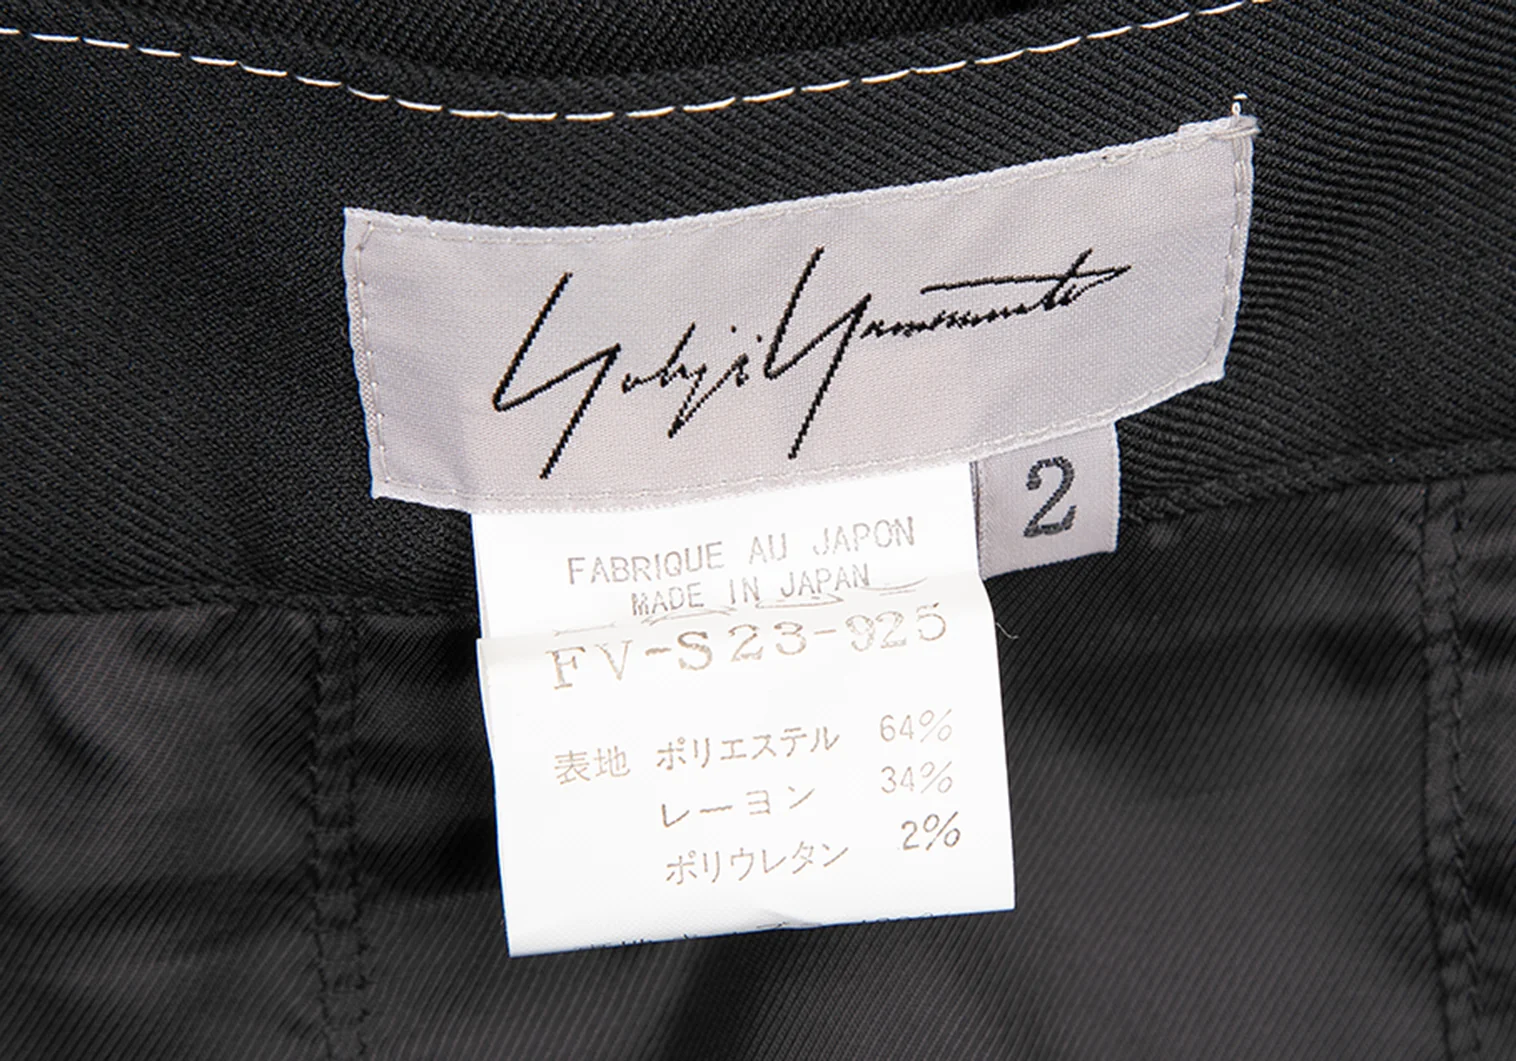 Yohji Yamamoto
2
FABRIQUE AU JAPON
MADE IN JAPAN
FV-S23-925
表地 ポリエステル 64%
レーヨン 34%
ポリウレタン 2%